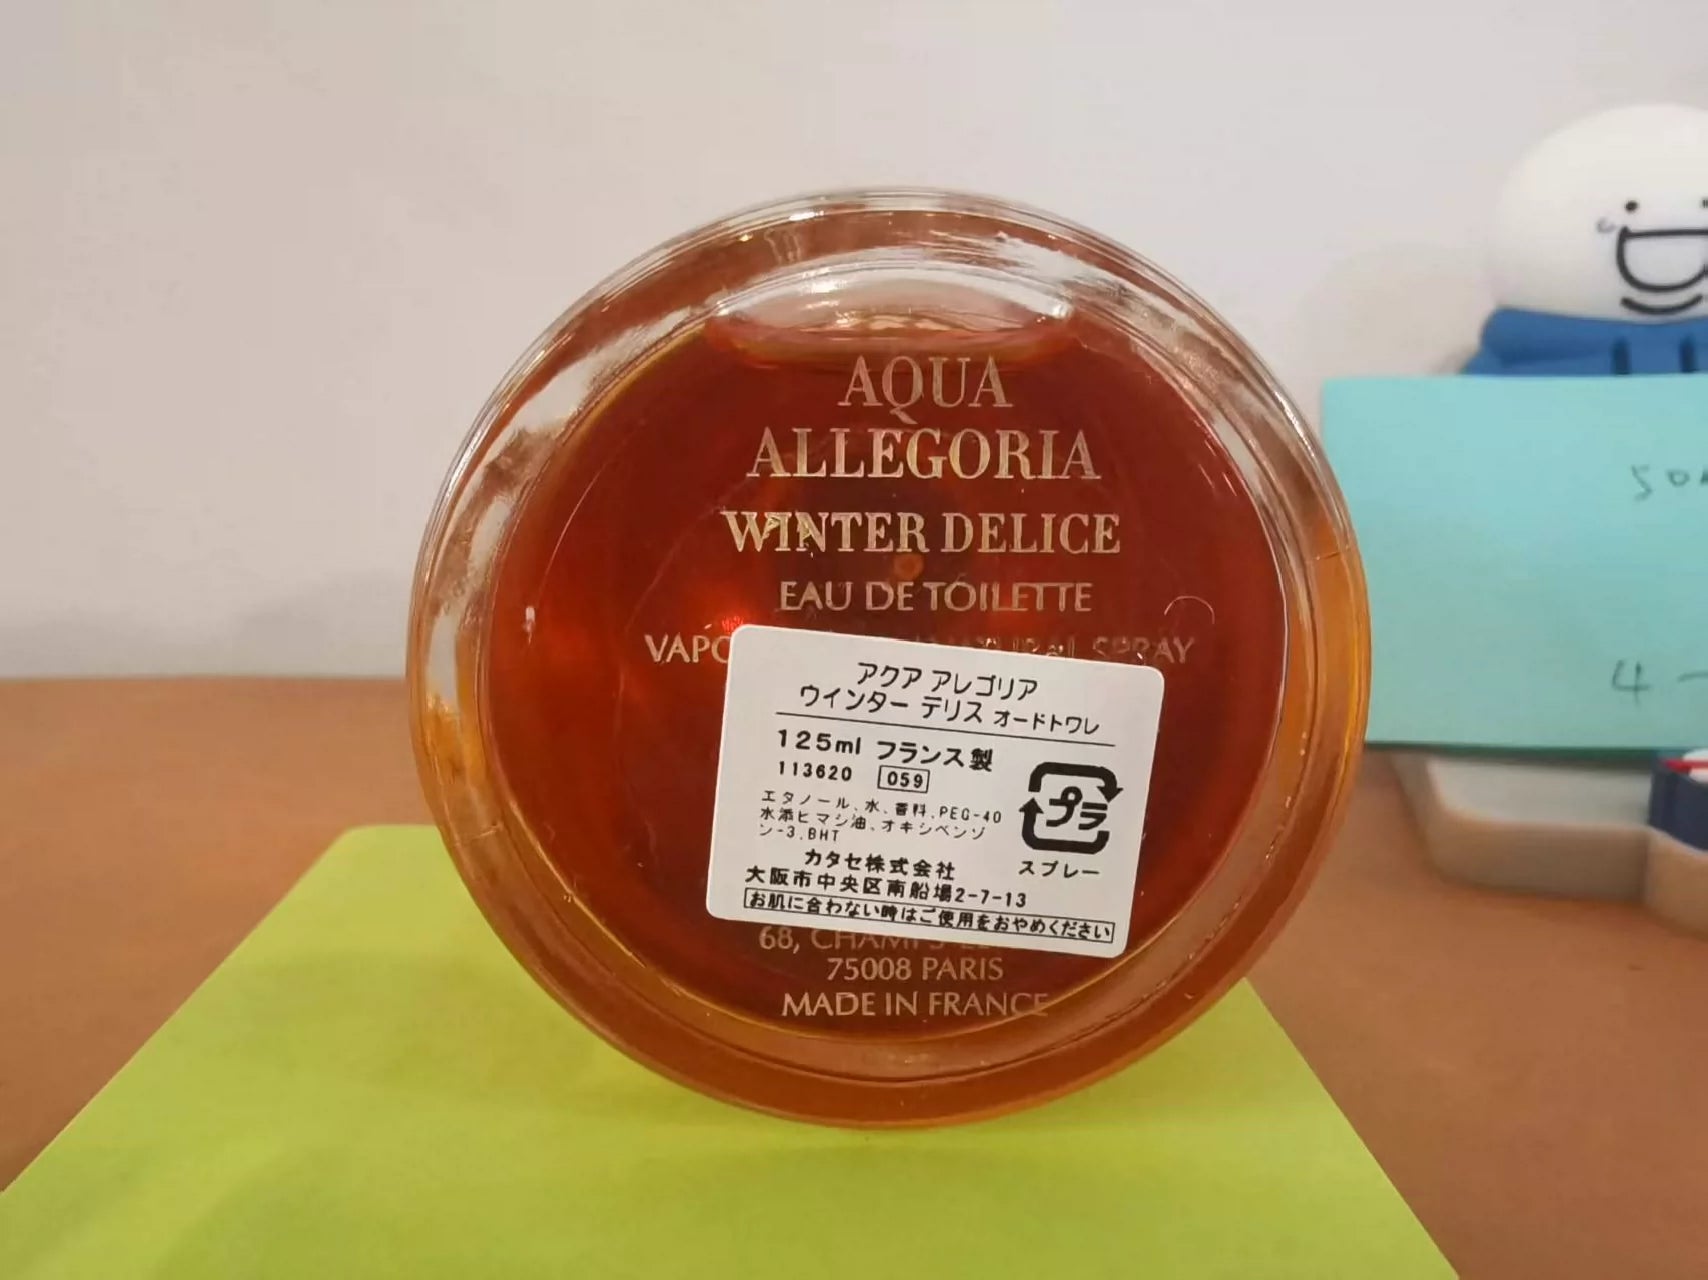 AQUA
ALLEGORIA
WINTER DELICE
EAU DE TOILETTE
SPRAY
アクア アレゴリア
ウインター デリス オードトワレ
125ml フランス製
113620 059
エタノール、水、香料、PEG-40
水添ヒマシ油、オキシベンゾ
ン-3、BHT
プラ
スプレー
カタセ株式会社
大阪市中央区南船場2-7-13
お肌に合わない時はご使用をおやめください
68,
75008 PARIS
MADE IN FRANCE